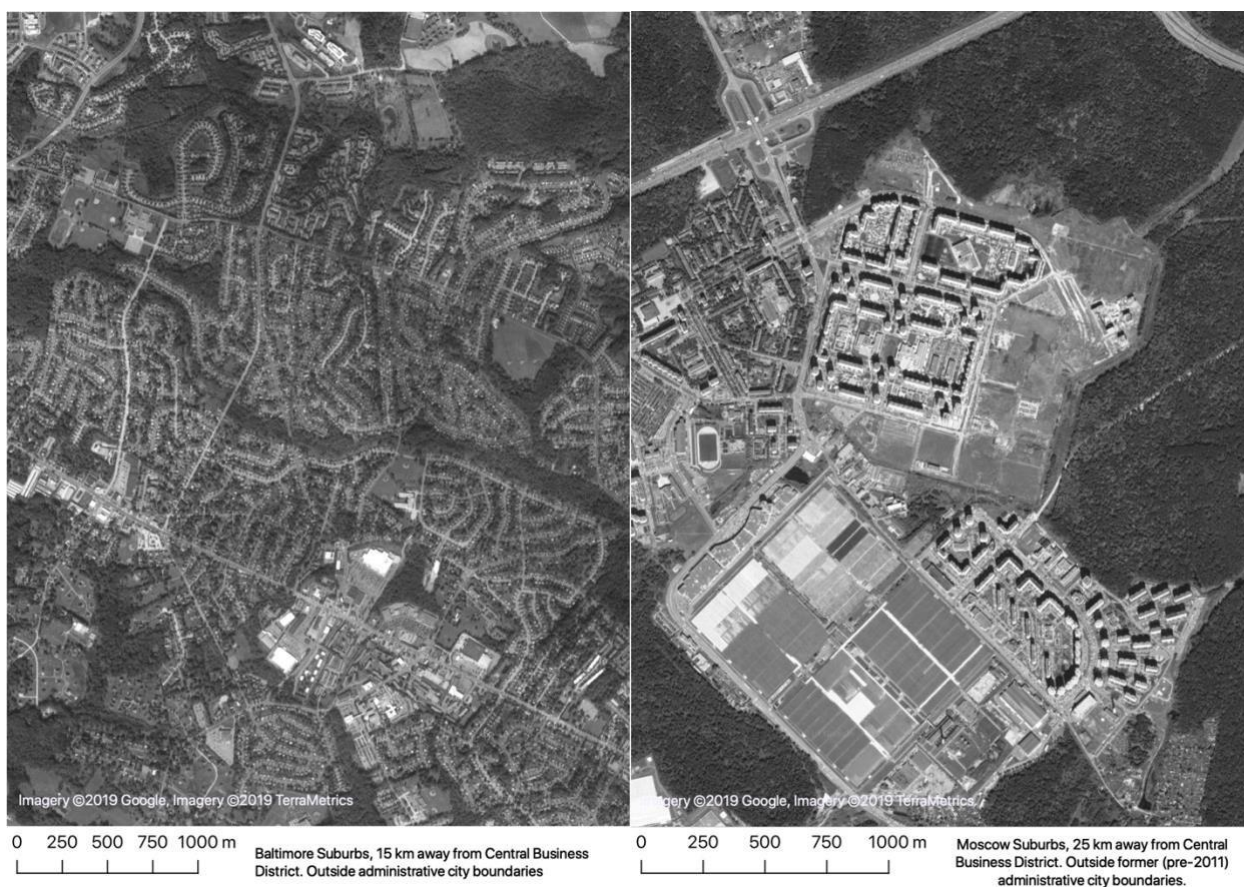 Imagery ©2019 Google, Imagery ©2019 TerraMetrics
Imagery ©2019 Google, Imagery ©2019 TerraMetrics
0 250 500 750 1000 m
Baltimore Suburbs, 15 km away from Central Business
District. Outside administrative city boundaries
0 250 500 750 1000 m
Moscow Suburbs, 25 km away from Central
Business District. Outside former (pre-2011)
administrative city boundaries.